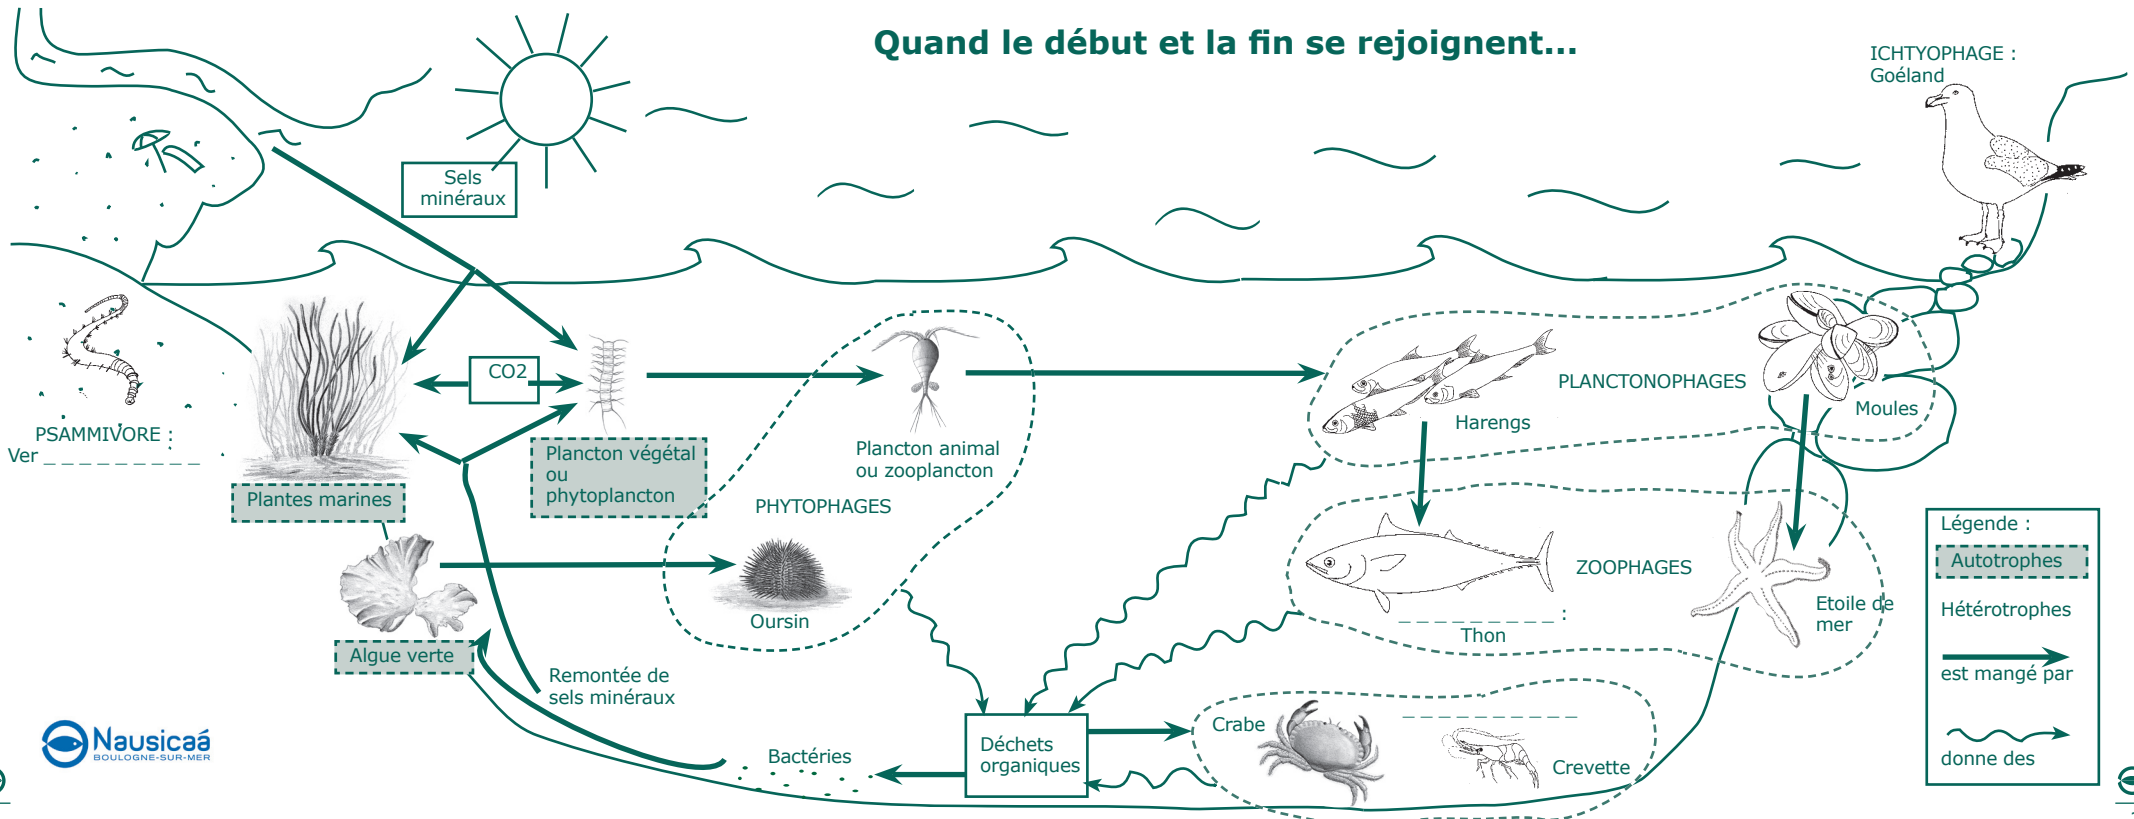 Quand le début et la fin se rejoignent...
ICHTYOPHAGE :
Goéland
Sels
minéraux
CO2
PSAMMIVORE :
Ver _ _ _ _ _ _ _ _ _
Plantes marines
Plancton végétal
ou
phytoplancton
Plancton animal
ou zooplancton
PHYTOPHAGES
Oursin
Algue verte
PLANCTONOPHAGES
Harengs
Moules
ZOOPHAGES
_ _ _ _ _ _ _ _ _ :
Thon
Etoile de
mer
Remontée de
sels minéraux
Bactéries
Déchets
organiques
Crabe
_ _ _ _ _ _ _ _ _ _
Crevette
Légende :
Autotrophes
Hétérotrophes
est mangé par
donne des
Nausicaá
BOULOGNE-SUR-MER